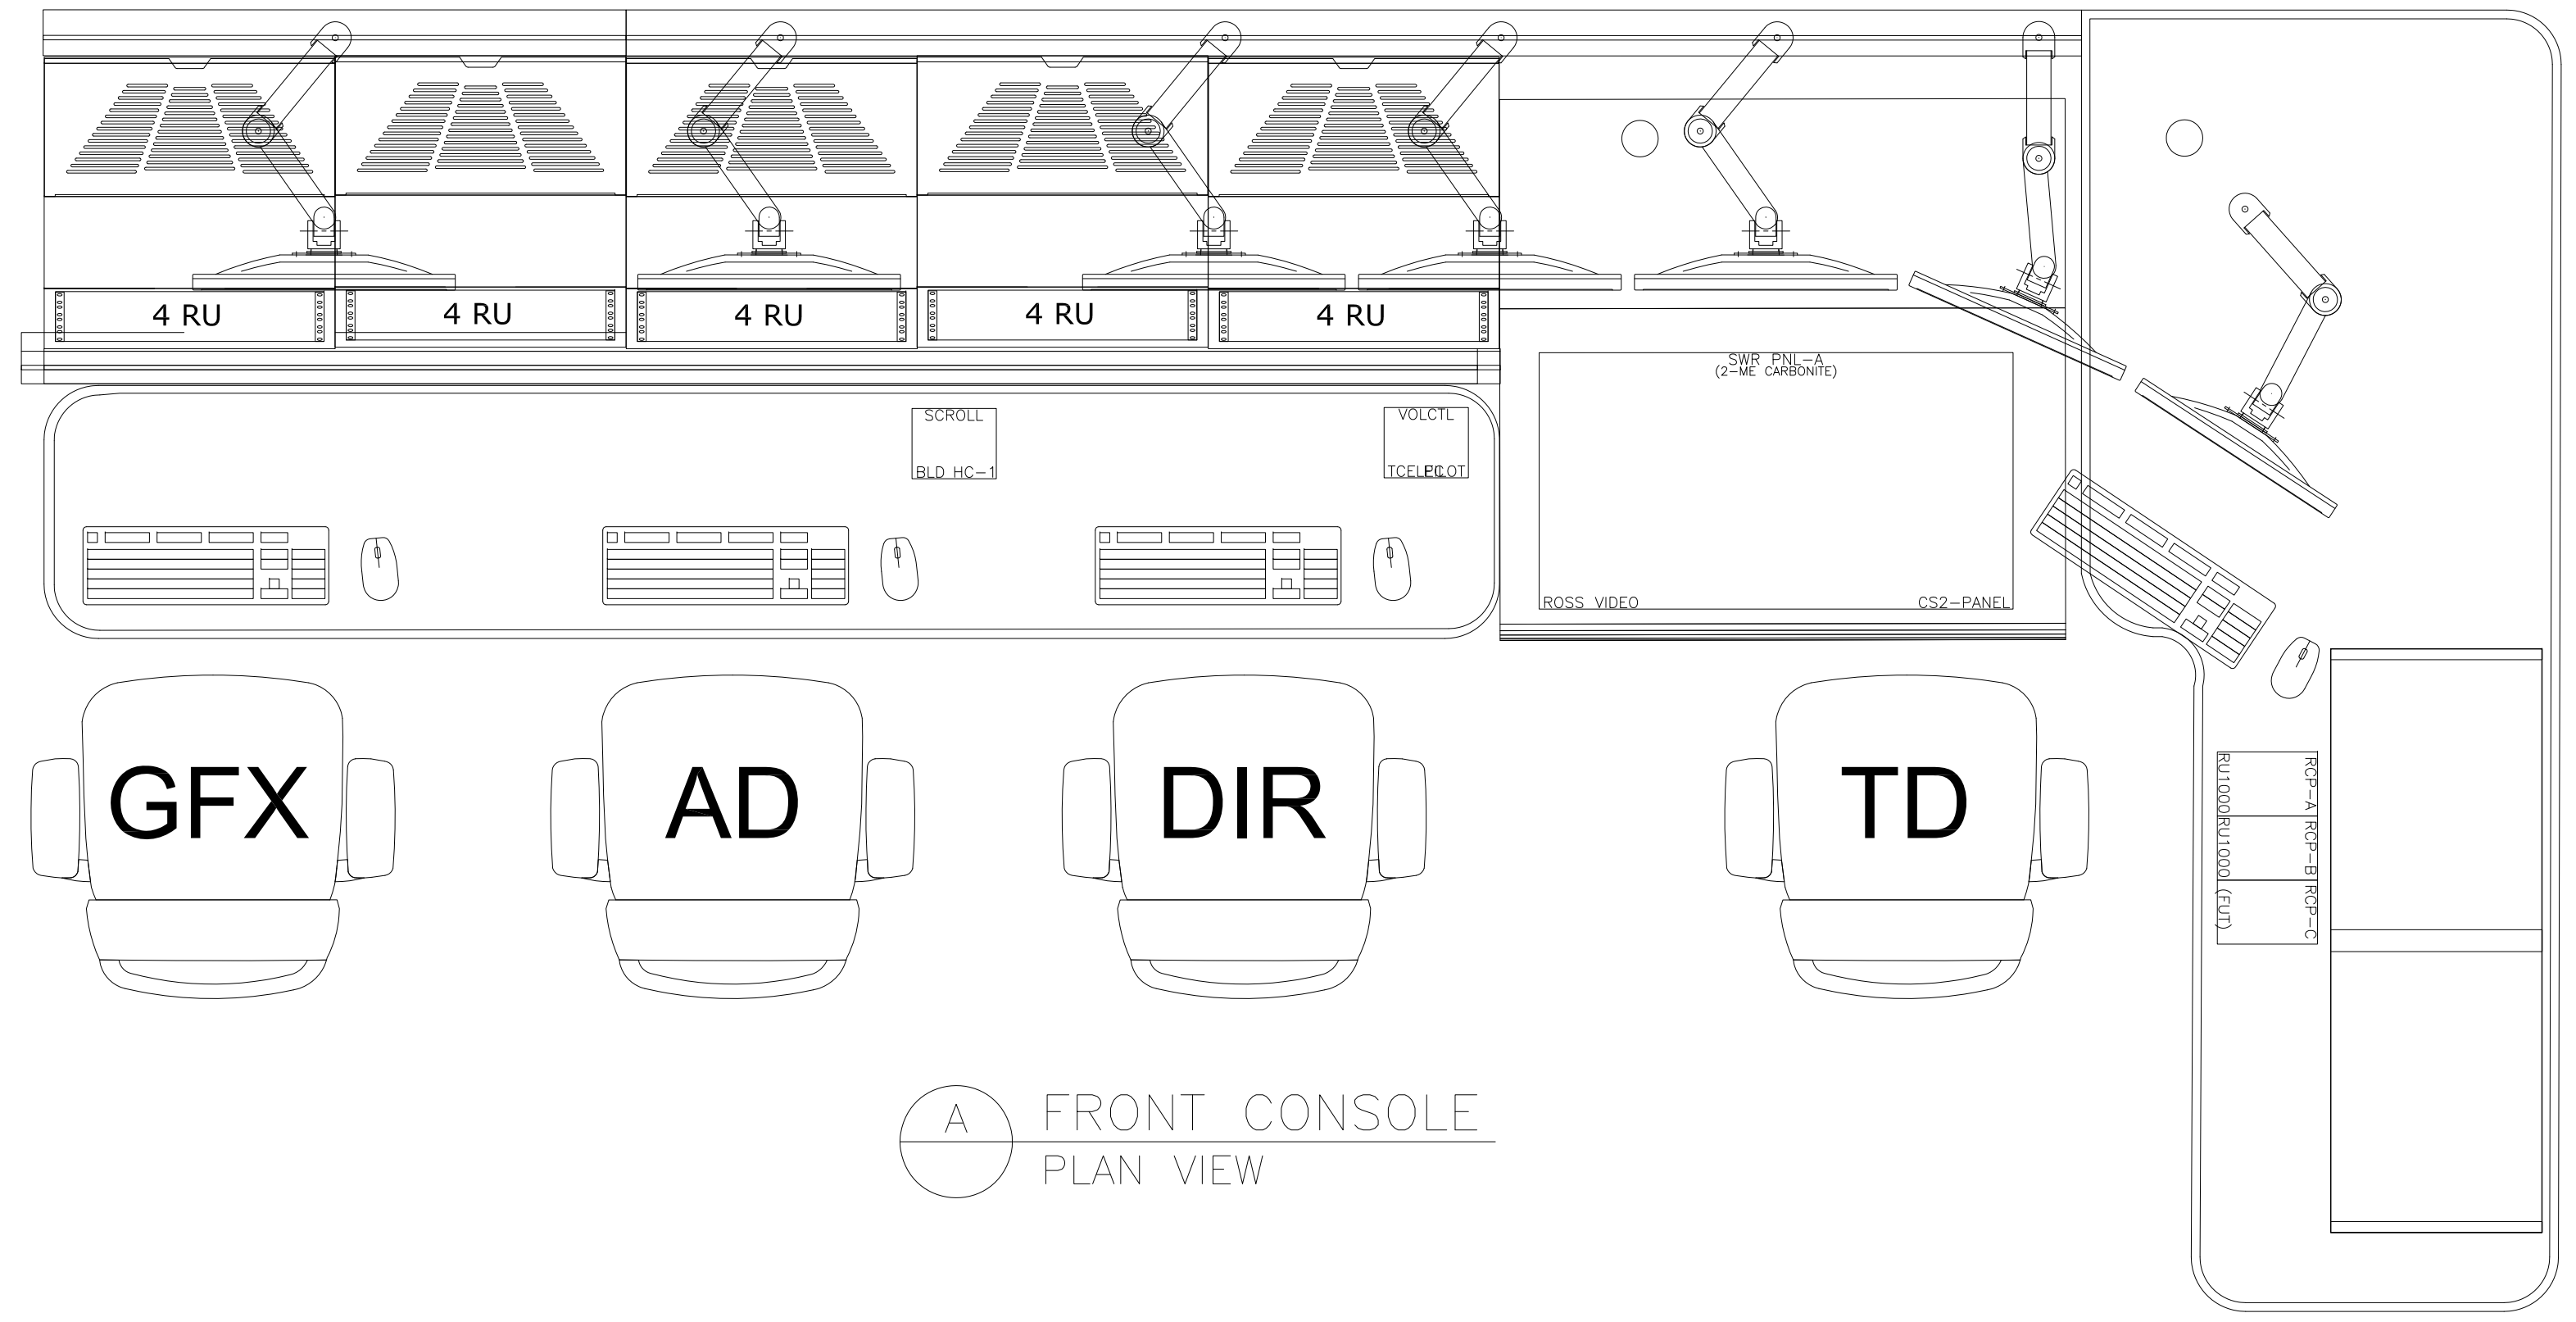 4 RU
4 RU
4 RU
4 RU
4 RU
SWR PNL-A
(2-ME CARBONITE)
SCROLL
BLD HC-1
VOLCTL
ROSS VIDEO
CS2-PANEL
GFX
AD
DIR
TD
RCP-A
RU1000
RCP-B
RU1000
RCP-C
(FUT)
A
FRONT CONSOLE
PLAN VIEW